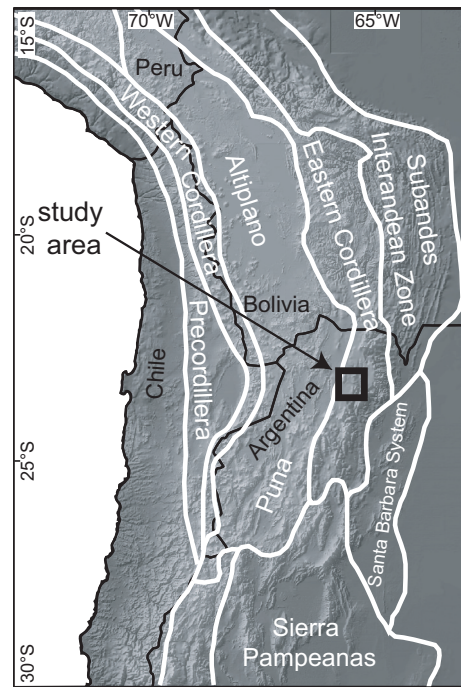 70°W
65°W
15°S
Peru
Western Cordillera
Altiplano
Eastern Cordillera
Interandean Zone
Subandes
study
area
20°S
Bolivia
Precordillera
Chile
Argentina
Puna
25°S
Santa Barbara System
Sierra
Pampeanas
30°S